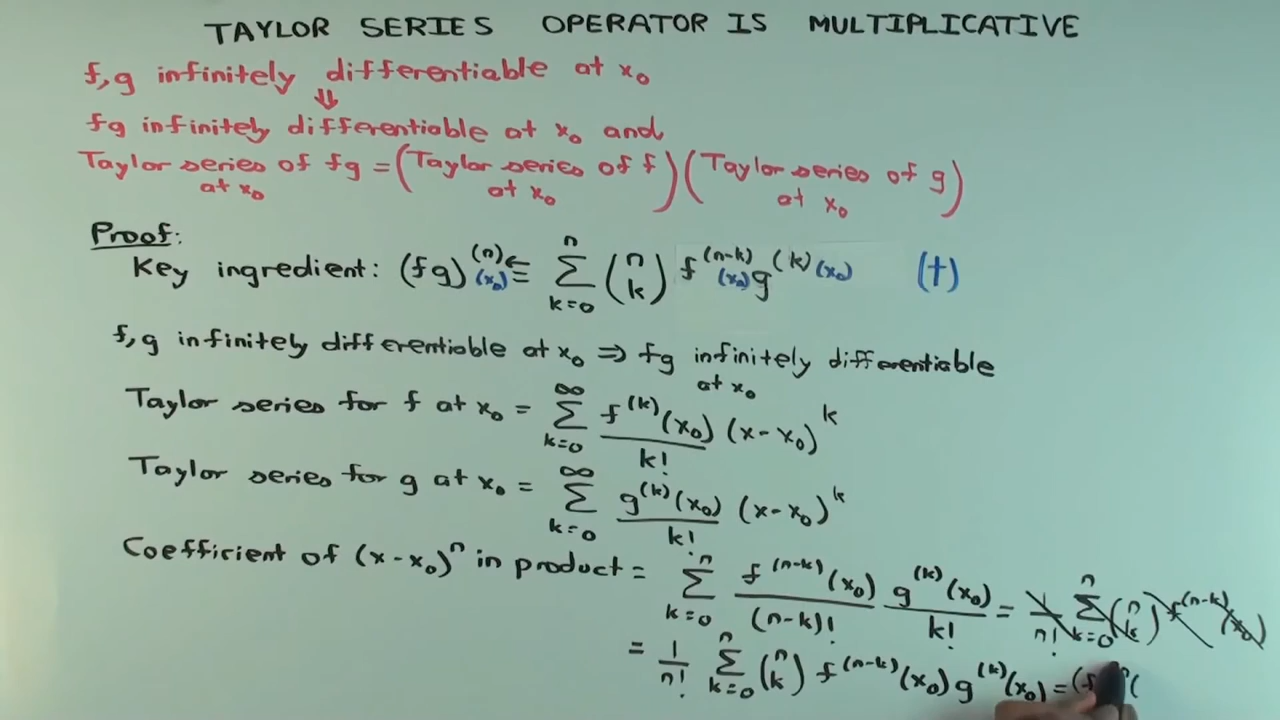 TAYLOR SERIES OPERATOR IS MULTIPLICATIVE
f,g infinitely differentiable at x₀
⇓
fg infinitely differentiable at x₀ and
Taylor series of fg = (Taylor series of f) (Taylor series of g)
at x₀ at x₀ at x₀
Proof:
Key ingredient: (fg)^(n) (x₀) = Σ_{k=0}^{n} (n k) f^(n-k) (x₀) g^(k) (x₀) (†)
f,g infinitely differentiable at x₀ ⇒ fg infinitely differentiable
at x₀
Taylor series for f at x₀ = Σ_{k=0}^{∞} f^(k)(x₀)/k! (x-x₀)^k
Taylor series for g at x₀ = Σ_{k=0}^{∞} g^(k)(x₀)/k! (x-x₀)^k
Coefficient of (x-x₀)^n in product = Σ_{k=0}^{n} f^(n-k)(x₀)/(n-k)! g^(k)(x₀)/k! = 1/n! Σ_{k=0}^{n} (n k) f^(n-k)(x₀)
= 1/n! Σ_{k=0}^{n} (n k) f^(n-k)(x₀) g^(k)(x₀) = (f